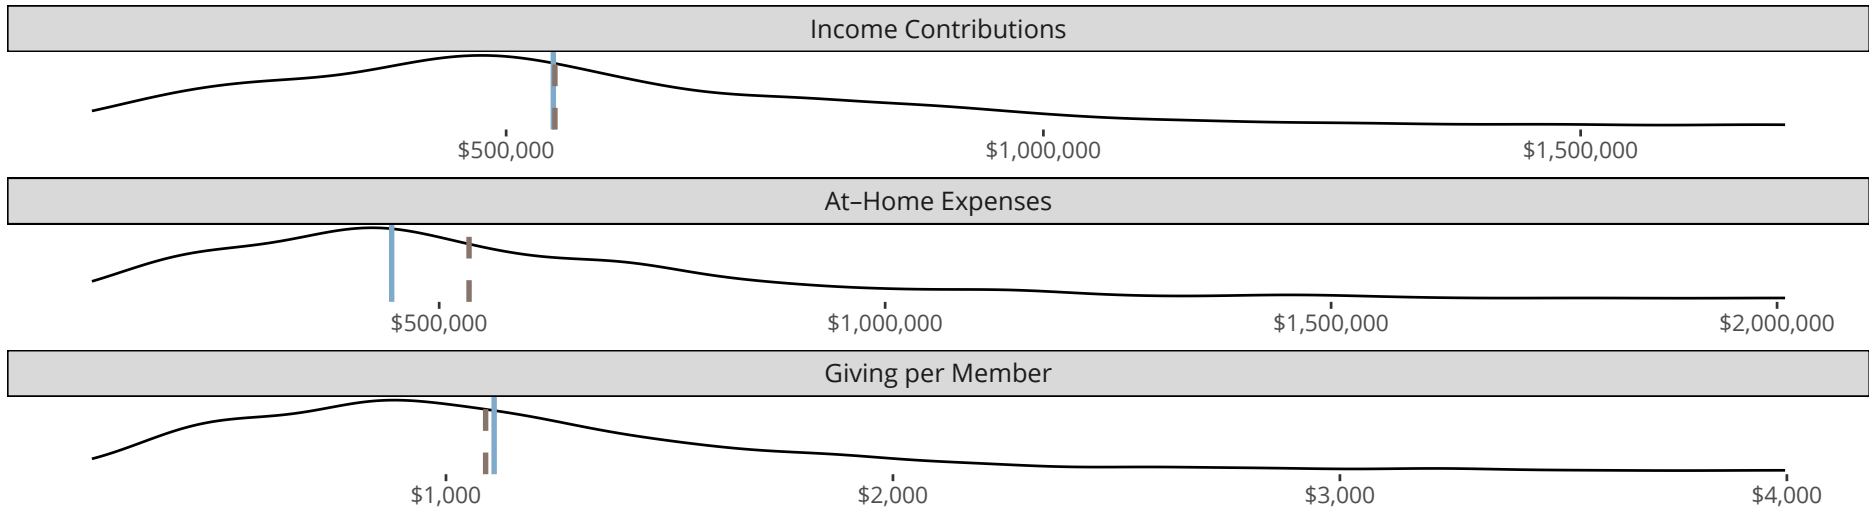 Income Contributions
$500,000 $1,000,000 $1,500,000
At–Home Expenses
$500,000 $1,000,000 $1,500,000 $2,000,000
Giving per Member
$1,000 $2,000 $3,000 $4,000